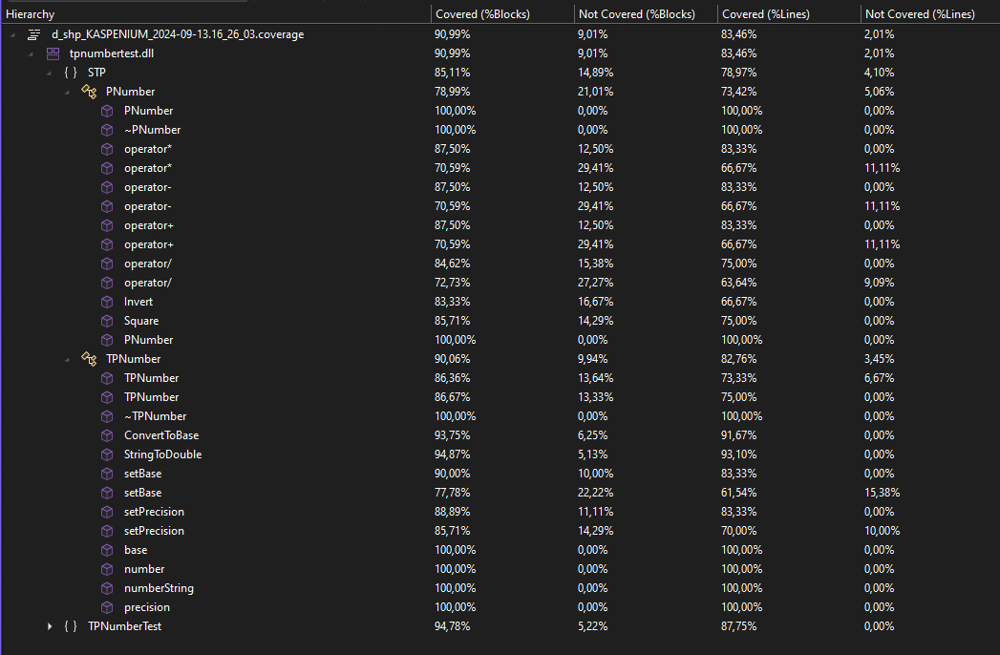 Hierarchy Covered (%Blocks) Not Covered (%Blocks) Covered (%Lines) Not Covered (%Lines)
d_shp_KASPENIUM_2024-09-13.16_26_03.coverage 90,99% 9,01% 83,46% 2,01%
tpnumbertest.dll 90,99% 9,01% 83,46% 2,01%
{ } STP 85,11% 14,89% 78,97% 4,10%
PNumber 78,99% 21,01% 73,42% 5,06%
PNumber 100,00% 0,00% 100,00% 0,00%
~PNumber 100,00% 0,00% 100,00% 0,00%
operator* 87,50% 12,50% 83,33% 0,00%
operator* 70,59% 29,41% 66,67% 11,11%
operator- 87,50% 12,50% 83,33% 0,00%
operator- 70,59% 29,41% 66,67% 11,11%
operator+ 87,50% 12,50% 83,33% 0,00%
operator+ 70,59% 29,41% 66,67% 11,11%
operator/ 84,62% 15,38% 75,00% 0,00%
operator/ 72,73% 27,27% 63,64% 9,09%
Invert 83,33% 16,67% 66,67% 0,00%
Square 85,71% 14,29% 75,00% 0,00%
PNumber 100,00% 0,00% 100,00% 0,00%
TPNumber 90,06% 9,94% 82,76% 3,45%
TPNumber 86,36% 13,64% 73,33% 6,67%
TPNumber 86,67% 13,33% 75,00% 0,00%
~TPNumber 100,00% 0,00% 100,00% 0,00%
ConvertToBase 93,75% 6,25% 91,67% 0,00%
StringToDouble 94,87% 5,13% 93,10% 0,00%
setBase 90,00% 10,00% 83,33% 0,00%
setBase 77,78% 22,22% 61,54% 15,38%
setPrecision 88,89% 11,11% 83,33% 0,00%
setPrecision 85,71% 14,29% 70,00% 10,00%
base 100,00% 0,00% 100,00% 0,00%
number 100,00% 0,00% 100,00% 0,00%
numberString 100,00% 0,00% 100,00% 0,00%
precision 100,00% 0,00% 100,00% 0,00%
{ } TPNumberTest 94,78% 5,22% 87,75% 0,00%